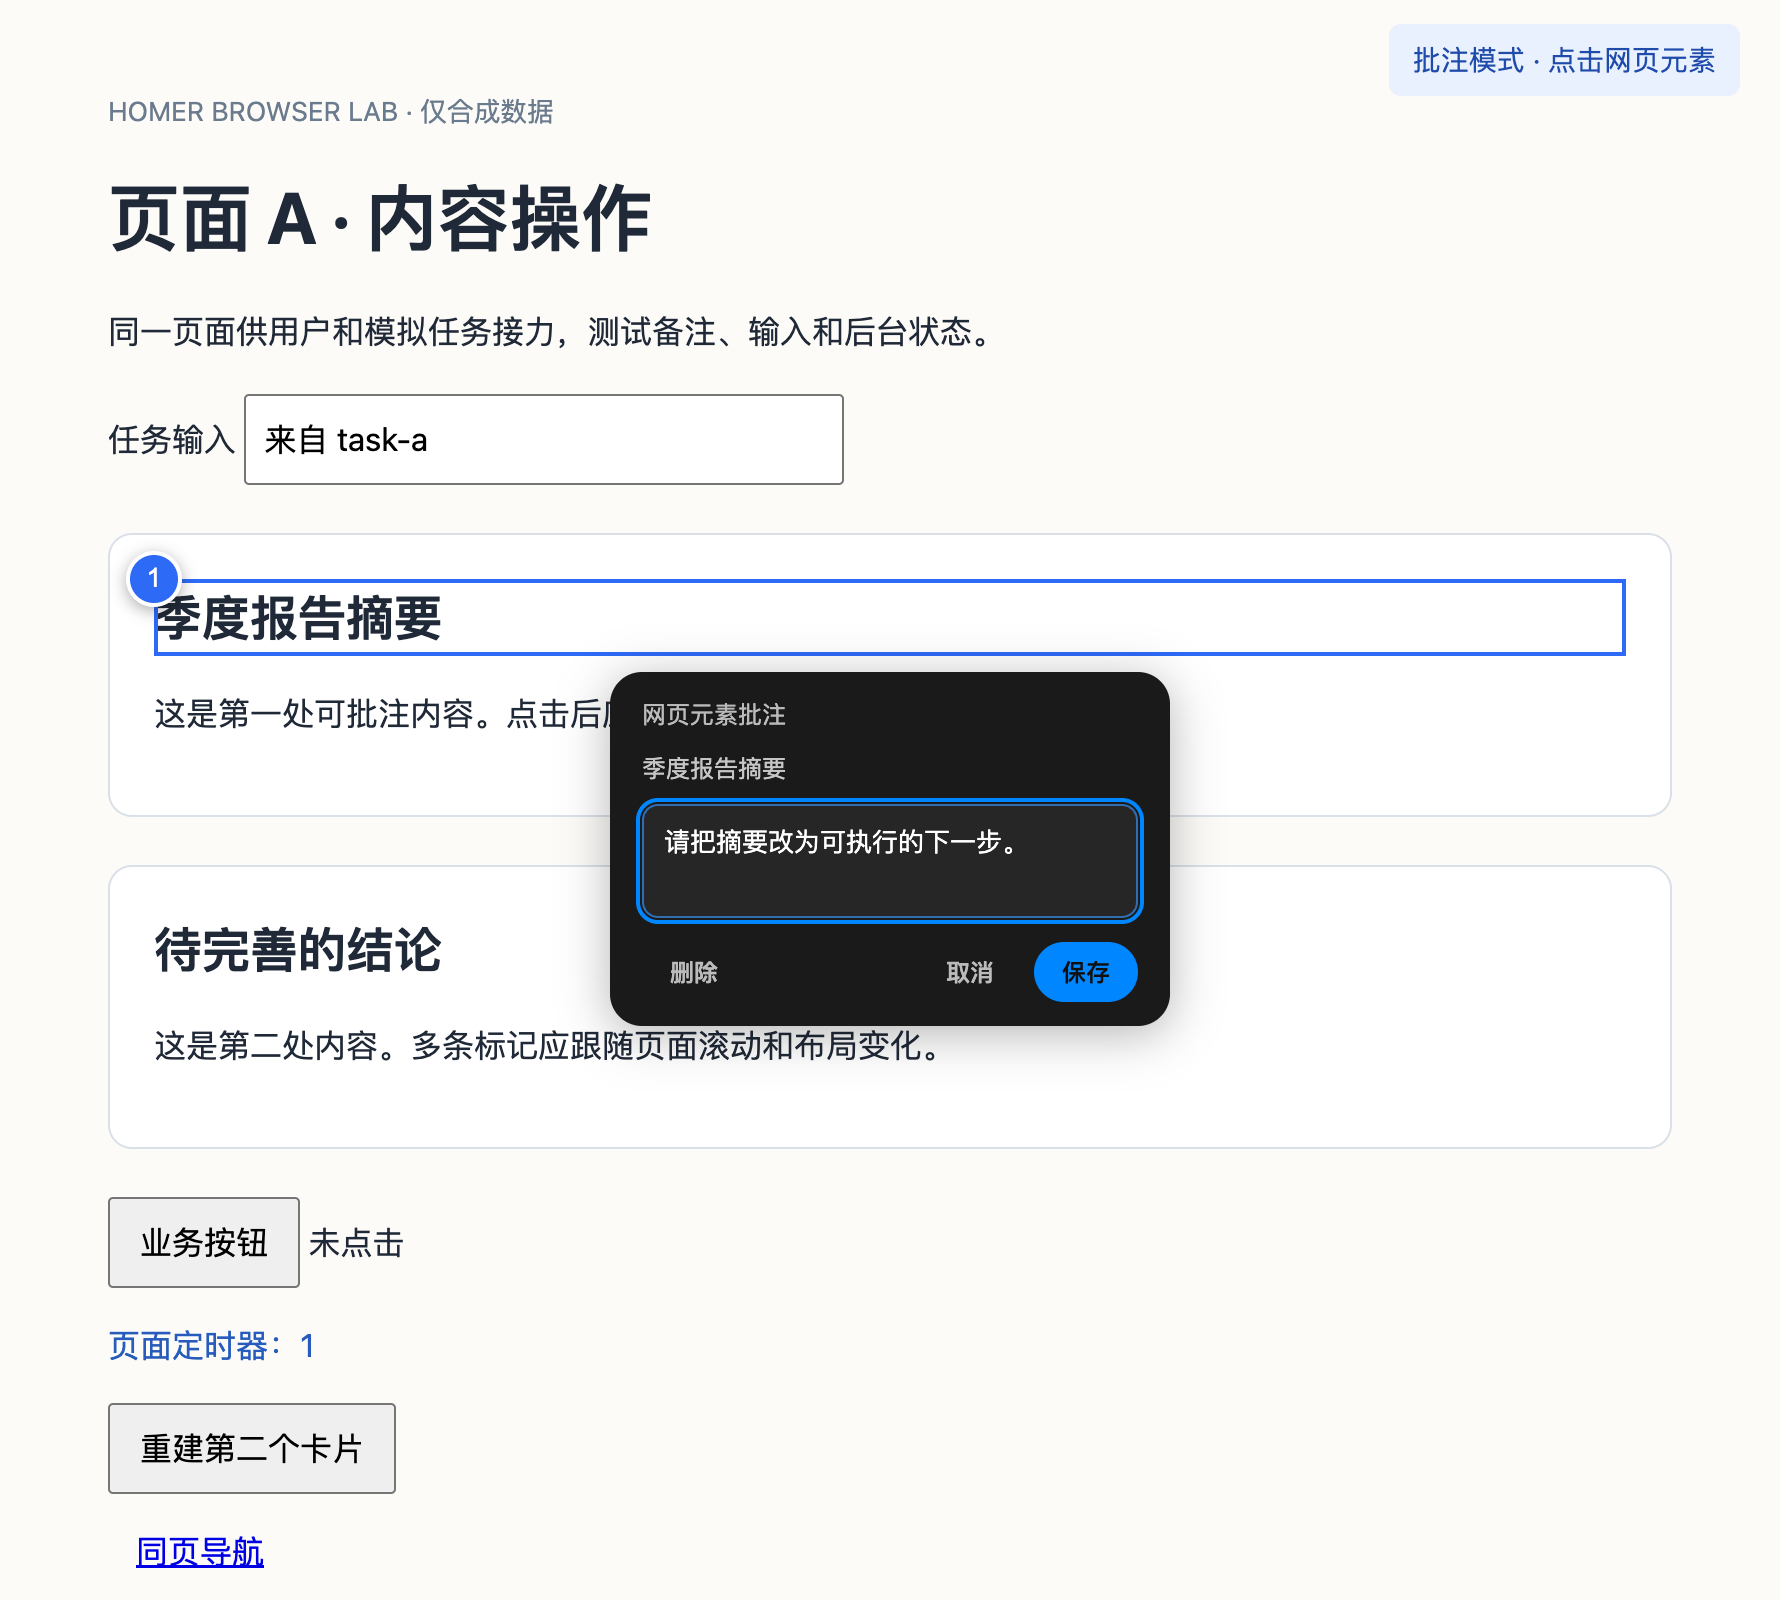 批注模式 · 点击网页元素
HOMER BROWSER LAB · 仅合成数据
页面 A · 内容操作
同一页面供用户和模拟任务接力，测试备注、输入和后台状态。
任务输入 来自 task-a
1
季度报告摘要
这是第一处可批注内容。点击后
网页元素批注
季度报告摘要
请把摘要改为可执行的下一步。
删除 取消 保存
待完善的结论
这是第二处内容。多条标记应跟随页面滚动和布局变化。
业务按钮 未点击
页面定时器：1
重建第二个卡片
同页导航